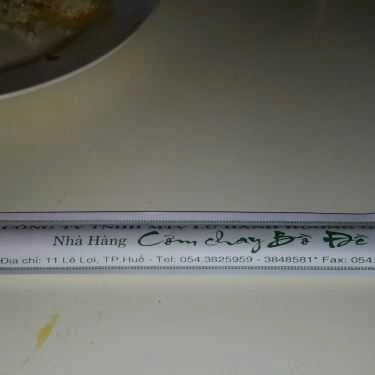 CÔNG TY TNHH MTV
Nhà Hàng Cơm chay Bồ Đề
Địa chỉ: 11 Lê Lợi, TP.Huế - Tel: 054.3825959 - 3848581* Fax: 054.